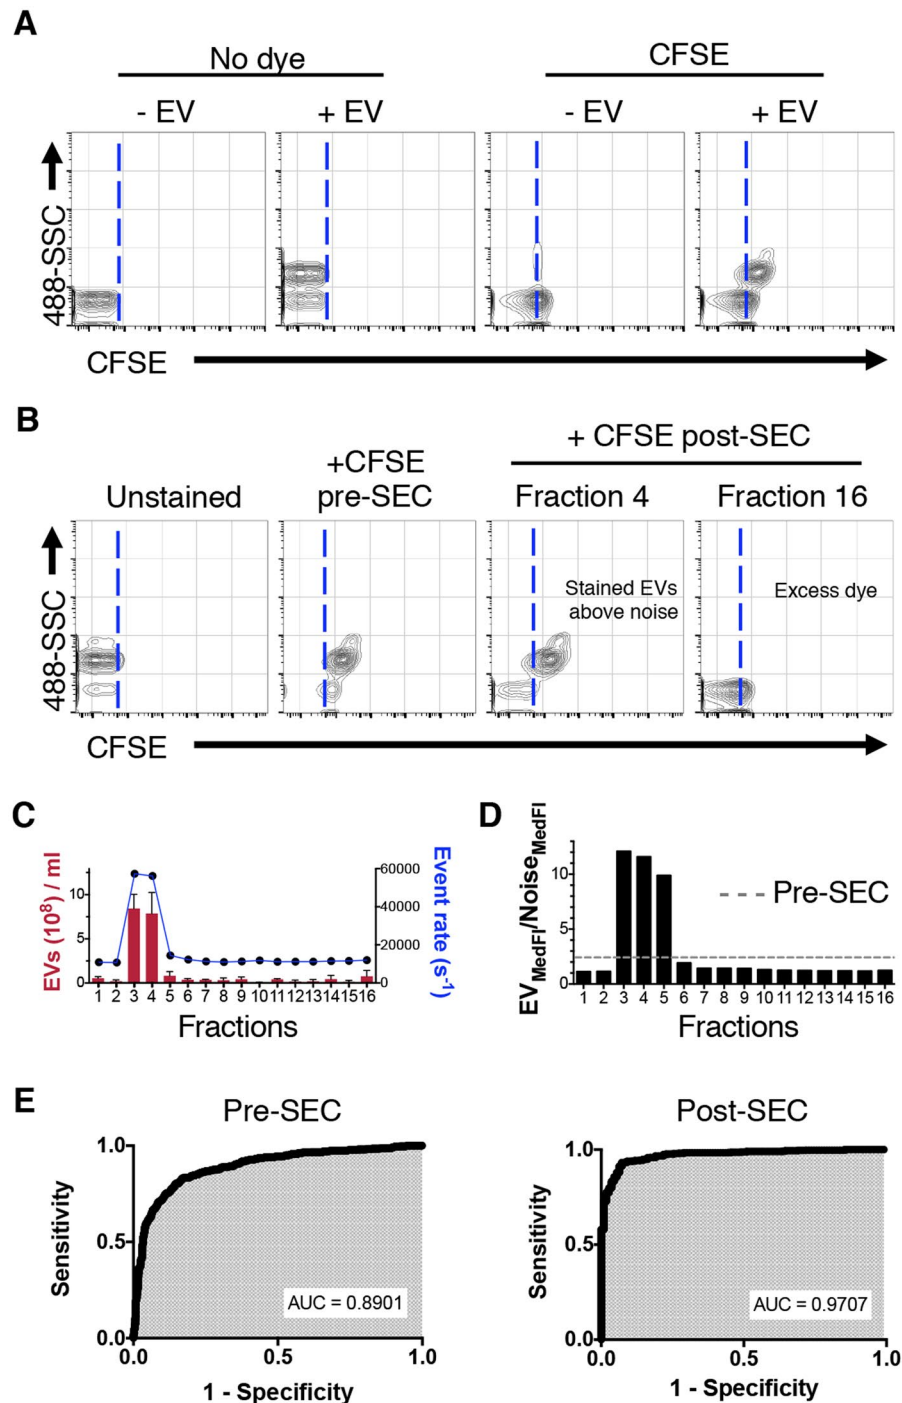 A
No dye
CFSE
- EV
+ EV
- EV
+ EV
488-SSC
CFSE
B
+ CFSE post-SEC
+CFSE
pre-SEC
Unstained
Fraction 4
Fraction 16
Stained EVs
above noise
Excess dye
488-SSC
CFSE
C
EVs (10⁸) / ml
10
5
0
60000
40000
20000
0
Event rate (s⁻¹)
1 2 3 4 5 6 7 8 9 10 11 12 13 14 15 16
Fractions
D
EV MedFI/Noise MedFI
10
5
0
Pre-SEC
1 2 3 4 5 6 7 8 9 10 11 12 13 14 15 16
Fractions
E
Pre-SEC
Sensitivity
1.0
0.5
0.0
AUC = 0.8901
0.0 0.5 1.0
1 - Specificity
Post-SEC
Sensitivity
1.0
0.5
0.0
AUC = 0.9707
0.0 0.5 1.0
1 - Specificity